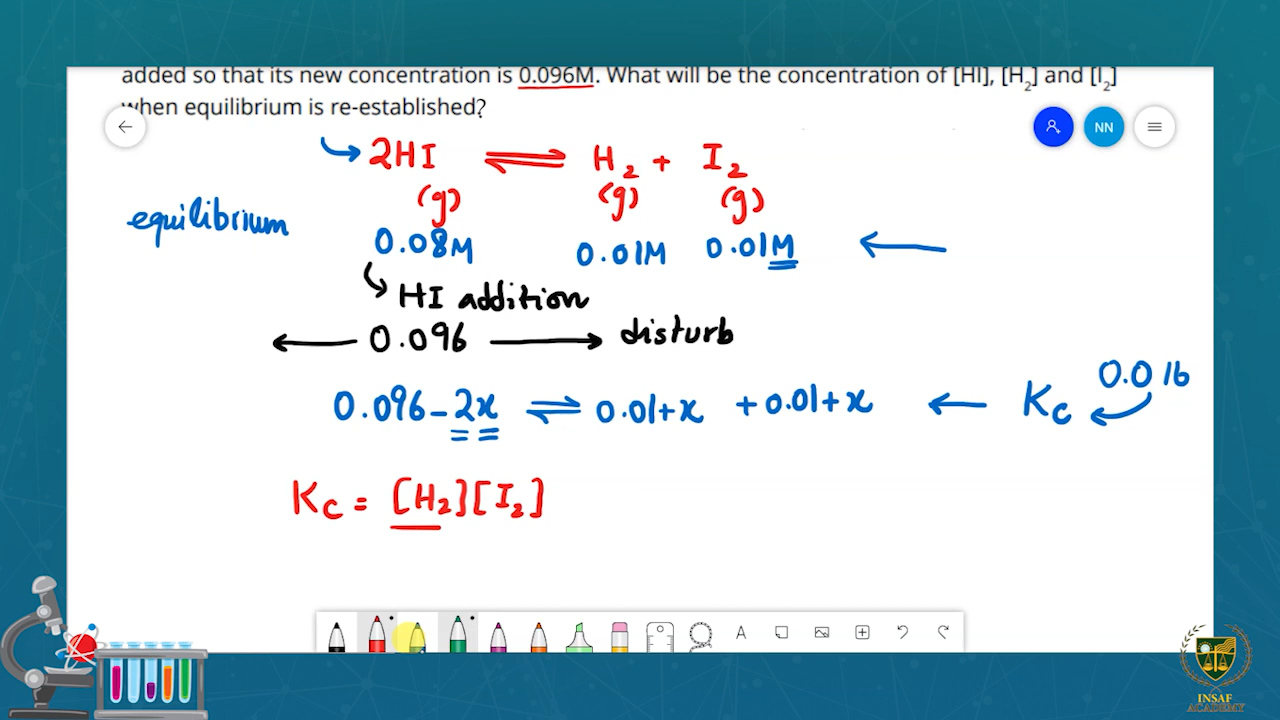 added so that its new concentration is 0.096M. What will be the concentration of [HI], [H₂] and [I₂]
when equilibrium is re-established?
NN
2HI ⇌ H₂ + I₂
(g) (g) (g)
equilibrium
0.08M 0.01M 0.01M ←
↳ HI addition
← 0.096 → disturb
0.016
0.096 - 2x ⇌ 0.01+x + 0.01+x ← Kc
Kc = [H₂][I₂]
A
INSAF
ACADEMY